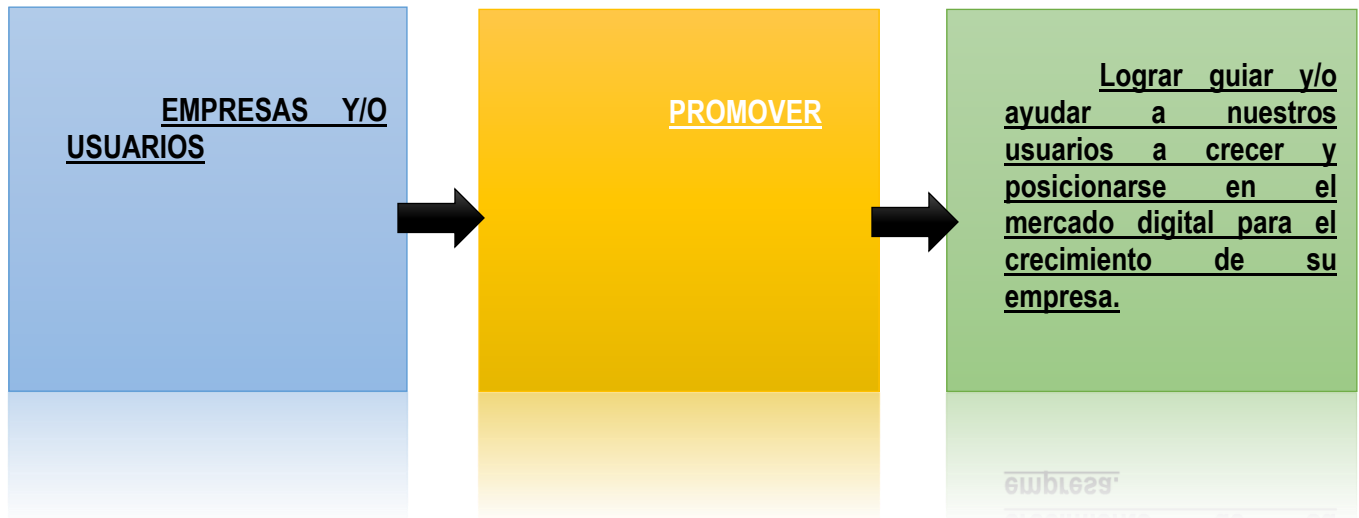 EMPRESAS Y/O
USUARIOS
PROMOVER
Lograr guiar y/o
ayudar a nuestros
usuarios a crecer y
posicionarse en el
mercado digital para el
crecimiento de su
empresa.